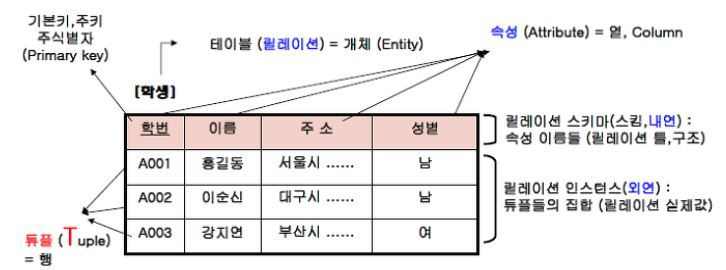 기본키,주키
주식별자
(Primary key)
테이블 (릴레이션) = 개체 (Entity)
속성 (Attribute) = 열, Column
[학생]
학번 이름 주 소 성별
A001 홍길동 서울시 …… 남
A002 이순신 대구시 …… 남
A003 강지연 부산시 …… 여
릴레이션 스키마(스킴,내연) :
속성 이름들 (릴레이션 틀,구조)
릴레이션 인스턴스(외연) :
튜플들의 집합 (릴레이션 실제값)
튜플 (Tuple)
= 행